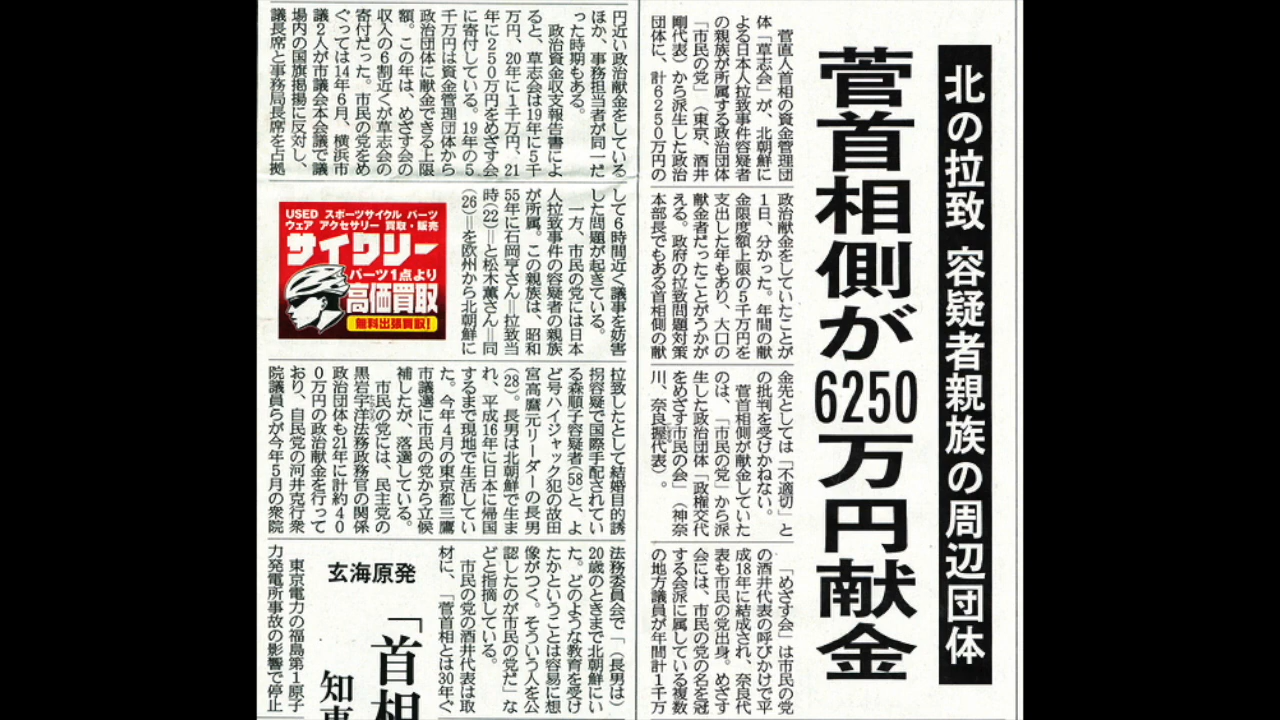 北の拉致 容疑者親族の周辺団体
菅首相側が6250万円献金
菅直人首相の資金管理団
体「草志会」が、北朝鮮に
よる日本人拉致事件容疑者
の親族が所属する政治団体
「市民の党」（東京、酒井
剛代表）から派生した政治
団体に、計6250万円の
政治献金をしていたことが
1日、分かった。年間の献
金限度額上限の5千万円を
支出した年もあり、大口の
献金者だったことがうかが
える。政府の拉致問題対策
本部長でもある首相側の献
金先としては「不適切」と
の批判を受けかねない。
菅首相側が献金していた
のは、「市民の党」から派
生した政治団体「政権交代
をめざす市民の会」（神奈
川、奈良握代表）。
「めざす会」は市民の党
の酒井代表の呼びかけで平
成18年に結成され、奈良代
表も市民の党出身。めざす
会には、市民の党の名を冠
する会派に属している複数
の地方議員が年間計1千万
円近い政治献金をしている
ほか、事務担当者が同一だ
った時期もある。
政治資金収支報告書によ
ると、草志会は19年に5千
万円、20年に1千万円、21
年に250万円をめざす会
に寄付している。19年の5
千万円は資金管理団体から
政治団体に献金できる上限
額。この年は、めざす会の
収入の6割近くが草志会の
寄付だった。市民の党をめ
ぐっては14年6月、横浜市
議2人が市議会本会議で議
場内の国旗掲揚に反対し、
議長席と事務局長席を占拠
して6時間近く議事を妨害
した問題が起きている。
一方、市民の党には日本
人拉致事件の容疑者の親族
が所属。この親族は、昭和
55年に石岡亨さん＝拉致当
時（22）＝と松木薫さん＝同
（26）＝を欧州から北朝鮮に
拉致したとして結婚目的誘
拐容疑で国際手配されてい
る森順子容疑者（58）と、よ
ど号ハイジャック犯の故田
宮高麿元リーダーの長男
（28）。長男は北朝鮮で生ま
れ、平成16年に日本に帰国
するまで現地で生活してい
た。今年4月の東京都三鷹
市議選に市民の党から立候
補したが、落選している。
市民の党には、民主党の
黒岩宇洋法務政務官の関係
政治団体も21年に計約40
0万円の政治献金を行って
おり、自民党の河井克行衆
院議員らが今年5月の衆院
法務委員会で「（長男は）
20歳のときまで北朝鮮にい
た。どのような教育を受け
たかということは容易に想
像がつく。そういう人を公
認したのが市民の党だ」な
どと指摘している。
市民の党の酒井代表は取
材に、「菅首相とは30年ぐ
USED スポーツサイクル パーツ
ウェア アクセサリー 買取・販売
サイクリー
パーツ1点より
高価買取
無料出張買取!
玄海原発
「首相
知事
東京電力の福島第1原子
力発電所事故の影響で停止